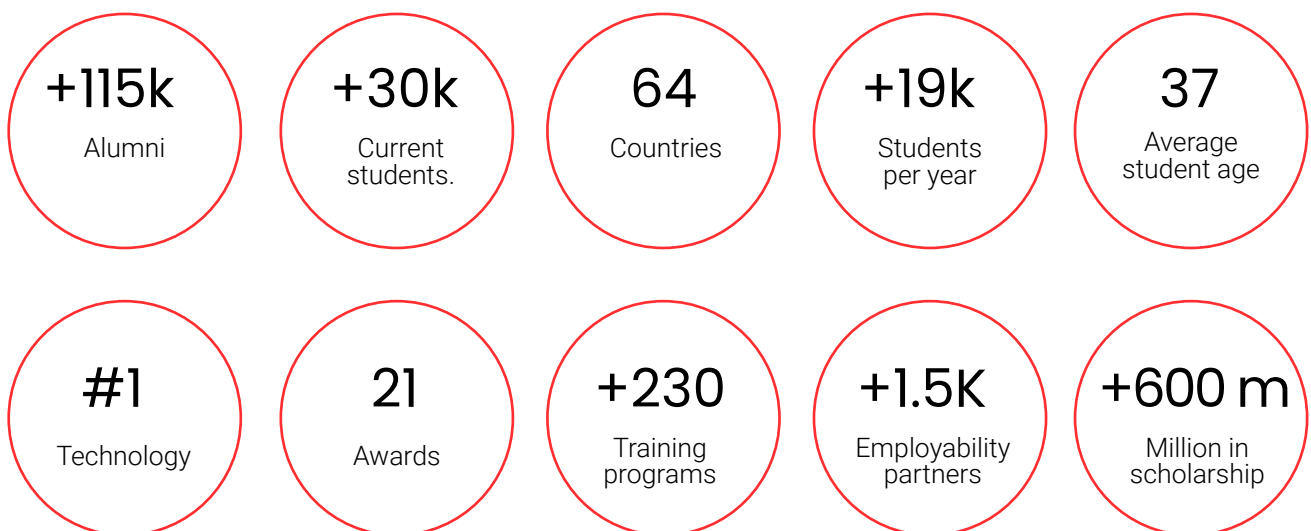 +115k
Alumni
+30k
Current
students.
64
Countries
+19k
Students
per year
37
Average
student age
#1
Technology
21
Awards
+230
Training
programs
+1.5K
Employability
partners
+600 m
Million in
scholarship